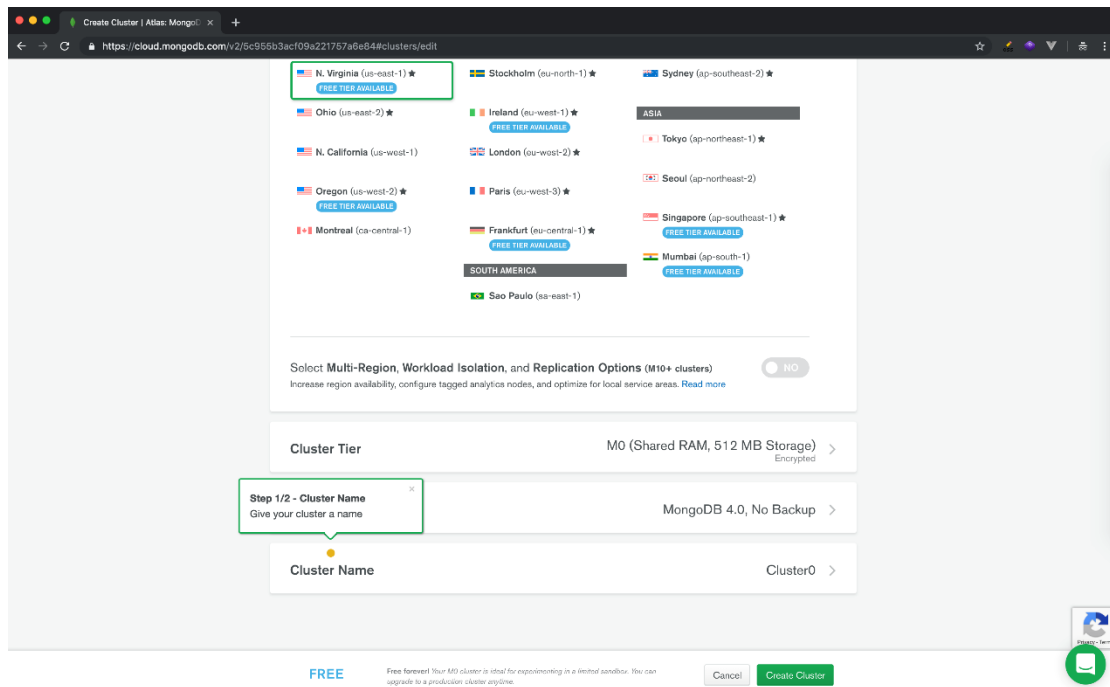 Create Cluster | Atlas: MongoD
https://cloud.mongodb.com/v2/5c955b3acf09a221757a6e84#clusters/edit
N. Virginia (us-east-1) ★
FREE TIER AVAILABLE
Ohio (us-east-2) ★
N. California (us-west-1)
Oregon (us-west-2) ★
FREE TIER AVAILABLE
Montreal (ca-central-1)
Stockholm (eu-north-1) ★
Ireland (eu-west-1) ★
FREE TIER AVAILABLE
London (eu-west-2) ★
Paris (eu-west-3) ★
Frankfurt (eu-central-1) ★
FREE TIER AVAILABLE
SOUTH AMERICA
Sao Paulo (sa-east-1)
Sydney (ap-southeast-2) ★
ASIA
Tokyo (ap-northeast-1) ★
Seoul (ap-northeast-2)
Singapore (ap-southeast-1) ★
FREE TIER AVAILABLE
Mumbai (ap-south-1)
FREE TIER AVAILABLE
Select Multi-Region, Workload Isolation, and Replication Options (M10+ clusters)
NO
Increase region availability, configure tagged analytics nodes, and optimize for local service areas. Read more
Cluster Tier
M0 (Shared RAM, 512 MB Storage)
Encrypted
Step 1/2 - Cluster Name
Give your cluster a name
MongoDB 4.0, No Backup
Cluster Name
Cluster0
Privacy - Term
FREE
Free forever! Your M0 cluster is ideal for experimenting in a limited sandbox. You can
upgrade to a production cluster anytime.
Cancel
Create Cluster